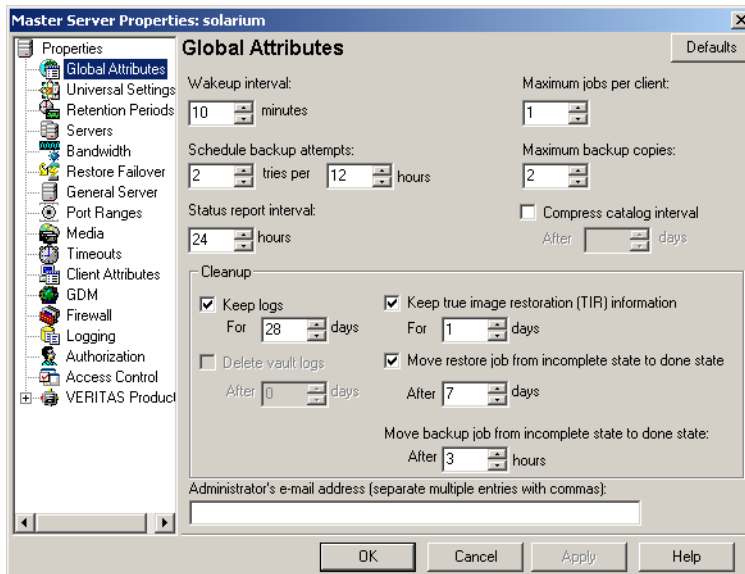 Master Server Properties: solarium
Properties
Global Attributes
Universal Settings
Retention Periods
Servers
Bandwidth
Restore Failover
General Server
Port Ranges
Media
Timeouts
Client Attributes
GDM
Firewall
Logging
Authorization
Access Control
VERITAS Product
Global Attributes
Defaults
Wakeup interval:
10 minutes
Maximum jobs per client:
1
Schedule backup attempts:
2 tries per 12 hours
Maximum backup copies:
2
Status report interval:
24 hours
Compress catalog interval
After days
Cleanup
Keep logs
For 28 days
Keep true image restoration (TIR) information
For 1 days
Delete vault logs
After 0 days
Move restore job from incomplete state to done state
After 7 days
Move backup job from incomplete state to done state:
After 3 hours
Administrator's e-mail address (separate multiple entries with commas):
OK Cancel Apply Help